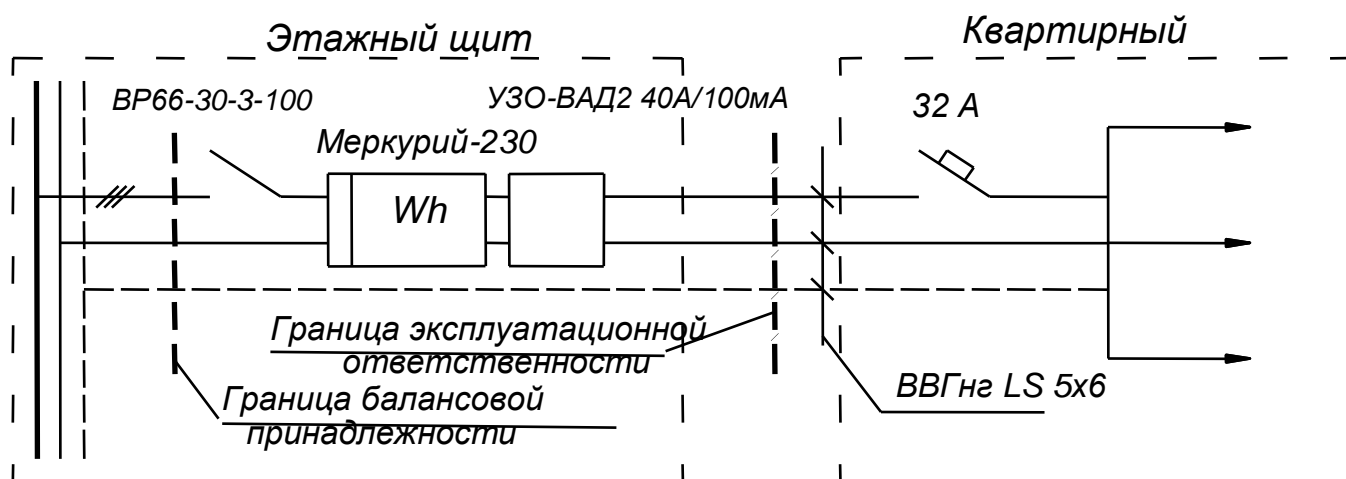 Этажный щит
Квартирный
ВР66-30-3-100
УЗО-ВАД2 40А/100мА
32 А
Меркурий-230
Wh
Граница эксплуатационной
ответственности
Граница балансовой
принадлежности
ВВГнг LS 5х6